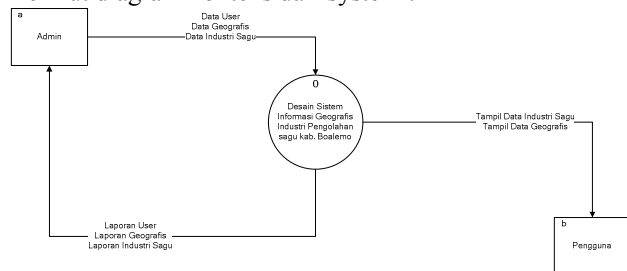 a
Admin
Data User
Data Geografis
Data Industri Sagu
0
Desain Sistem
Informasi Geografis
Industri Pengolahan
sagu kab. Boalemo
Tampil Data Industri Sagu
Tampil Data Geografis
Laporan User
Laporan Geografis
Laporan Industri Sagu
b
Pengguna